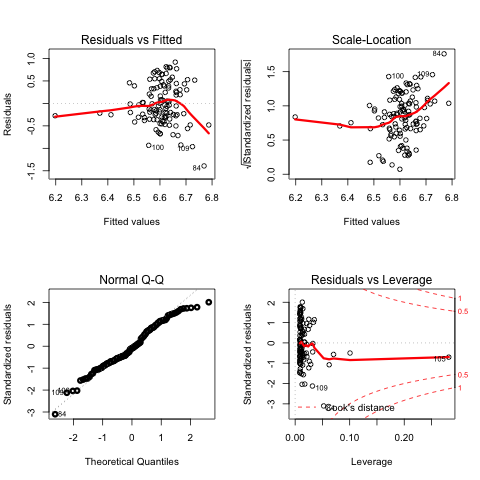 Residuals vs Fitted
Residuals
-1.5 -0.5 0.5 1.0
100
109
84
6.2 6.3 6.4 6.5 6.6 6.7 6.8
Fitted values
Scale-Location
√|Standardized residuals|
0.0 0.5 1.0 1.5
84
100
109
6.2 6.3 6.4 6.5 6.6 6.7 6.8
Fitted values
Normal Q-Q
Standardized residuals
-3 -2 -1 0 1 2
84
-2 -1 0 1 2
Theoretical Quantiles
Residuals vs Leverage
Standardized residuals
-3 -2 -1 0 1 2
1
0.5
0.5
1
109
Cook's distance
0.00 0.05 0.10 0.20
Leverage